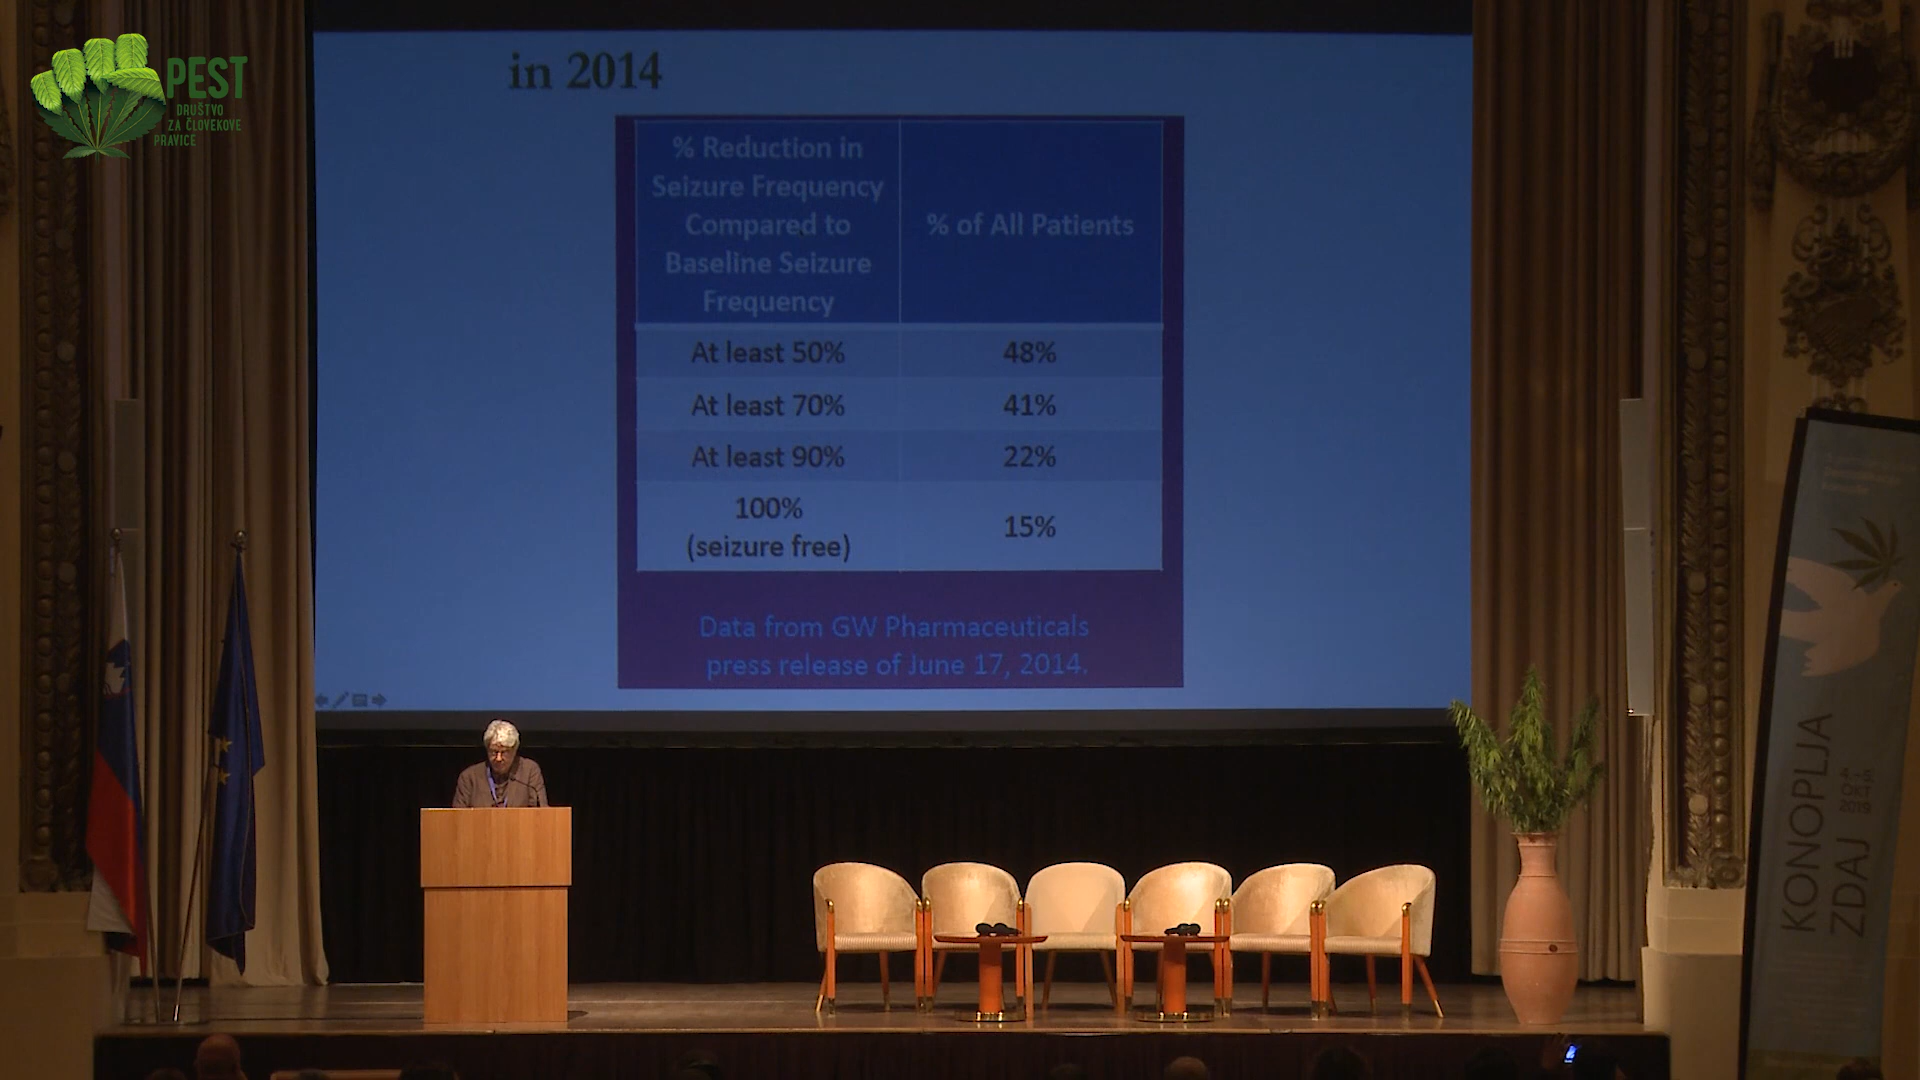 PEST
DRUŠTVO
ZA ČLOVEKOVE
PRAVICE
in 2014
% Reduction in
Seizure Frequency
Compared to
Baseline Seizure
Frequency
% of All Patients
At least 50%
48%
At least 70%
41%
At least 90%
22%
100%
(seizure free)
15%
Data from GW Pharmaceuticals
press release of June 17, 2014.
KONOPLJA
ZDAJ
OKT
2019